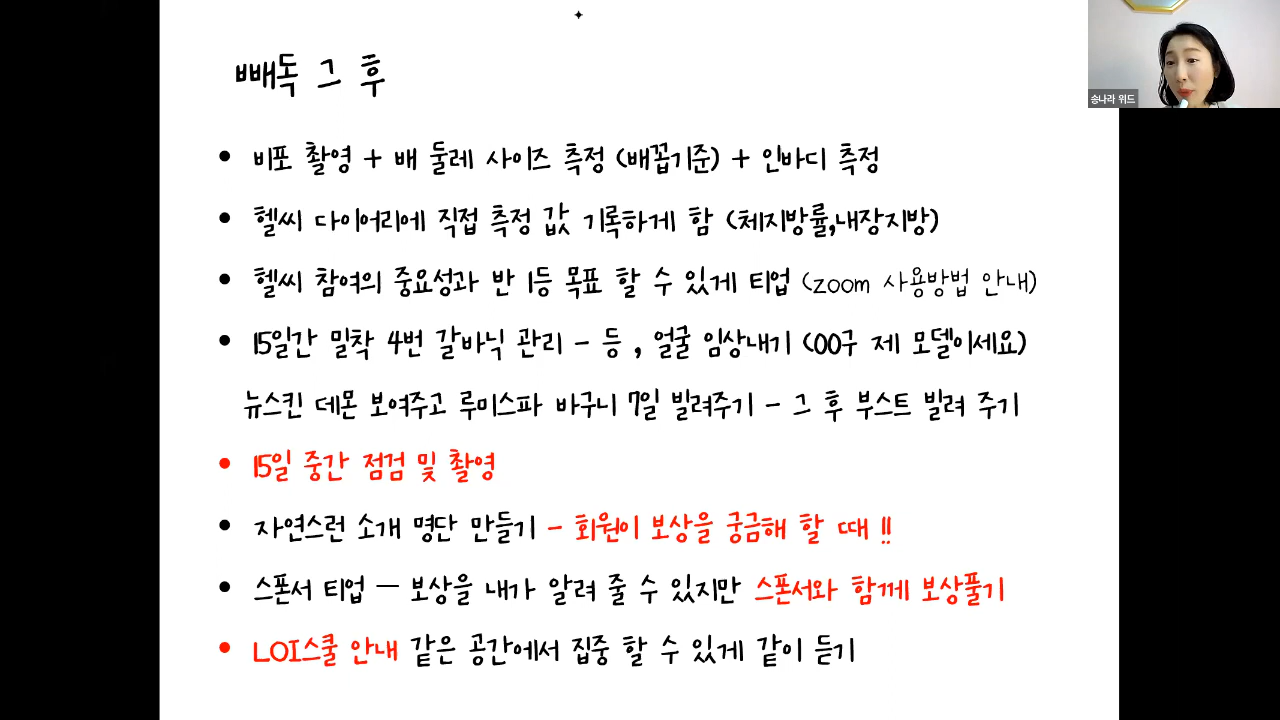 빼독 그 후
송나라 위드
• 비포 촬영 + 배 둘레 사이즈 측정 (배꼽기준) + 인바디 측정
• 헬씨 다이어리에 직접 측정 값 기록하게 함 (체지방률,내장지방)
• 헬씨 참여의 중요성과 반 1등 목표 할 수 있게 티업 (zoom 사용방법 안내)
• 15일간 밀착 4번 갈바닉 관리 - 등 , 얼굴 임상내기 (OO구 제 모델이세요)
뉴스킨 데몬 보여주고 루미스파 바구니 7일 빌려주기 - 그 후 부스트 빌려 주기
• 15일 중간 점검 및 촬영
• 자연스런 소개 명단 만들기 - 회원이 보상을 궁금해 할 때 !!
• 스폰서 티업 — 보상을 내가 알려 줄 수 있지만 스폰서와 함께 보상풀기
• LOI스쿨 안내 같은 공간에서 집중 할 수 있게 같이 듣기